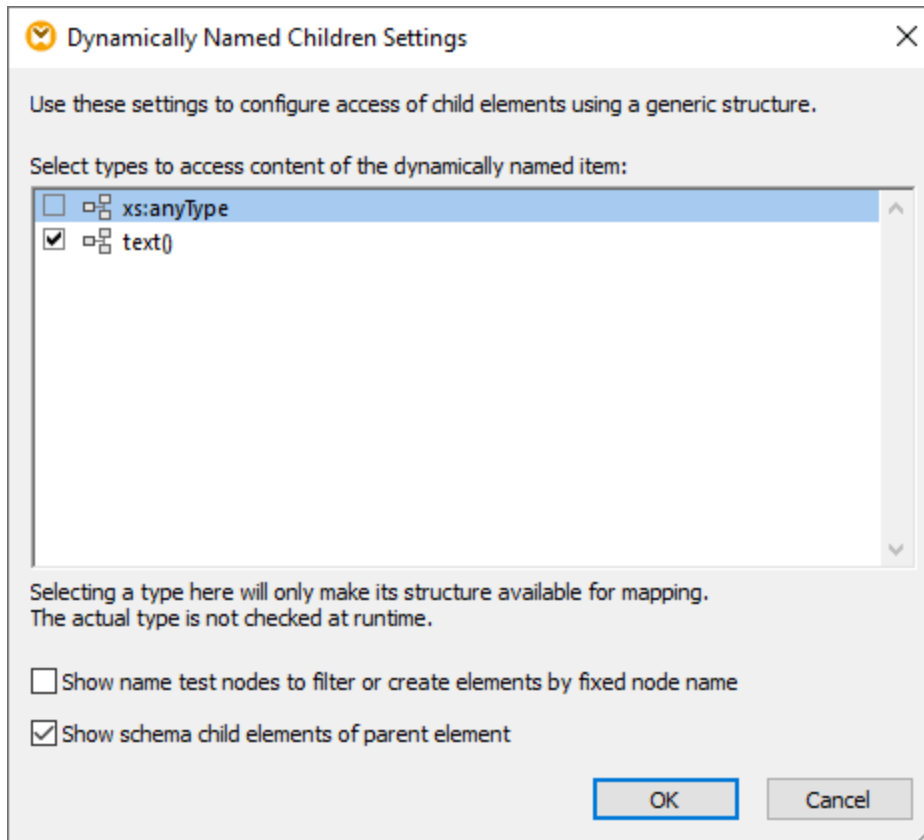 Dynamically Named Children Settings
Use these settings to configure access of child elements using a generic structure.
Select types to access content of the dynamically named item:
xs:anyType
text()
Selecting a type here will only make its structure available for mapping.
The actual type is not checked at runtime.
Show name test nodes to filter or create elements by fixed node name
Show schema child elements of parent element
OK Cancel